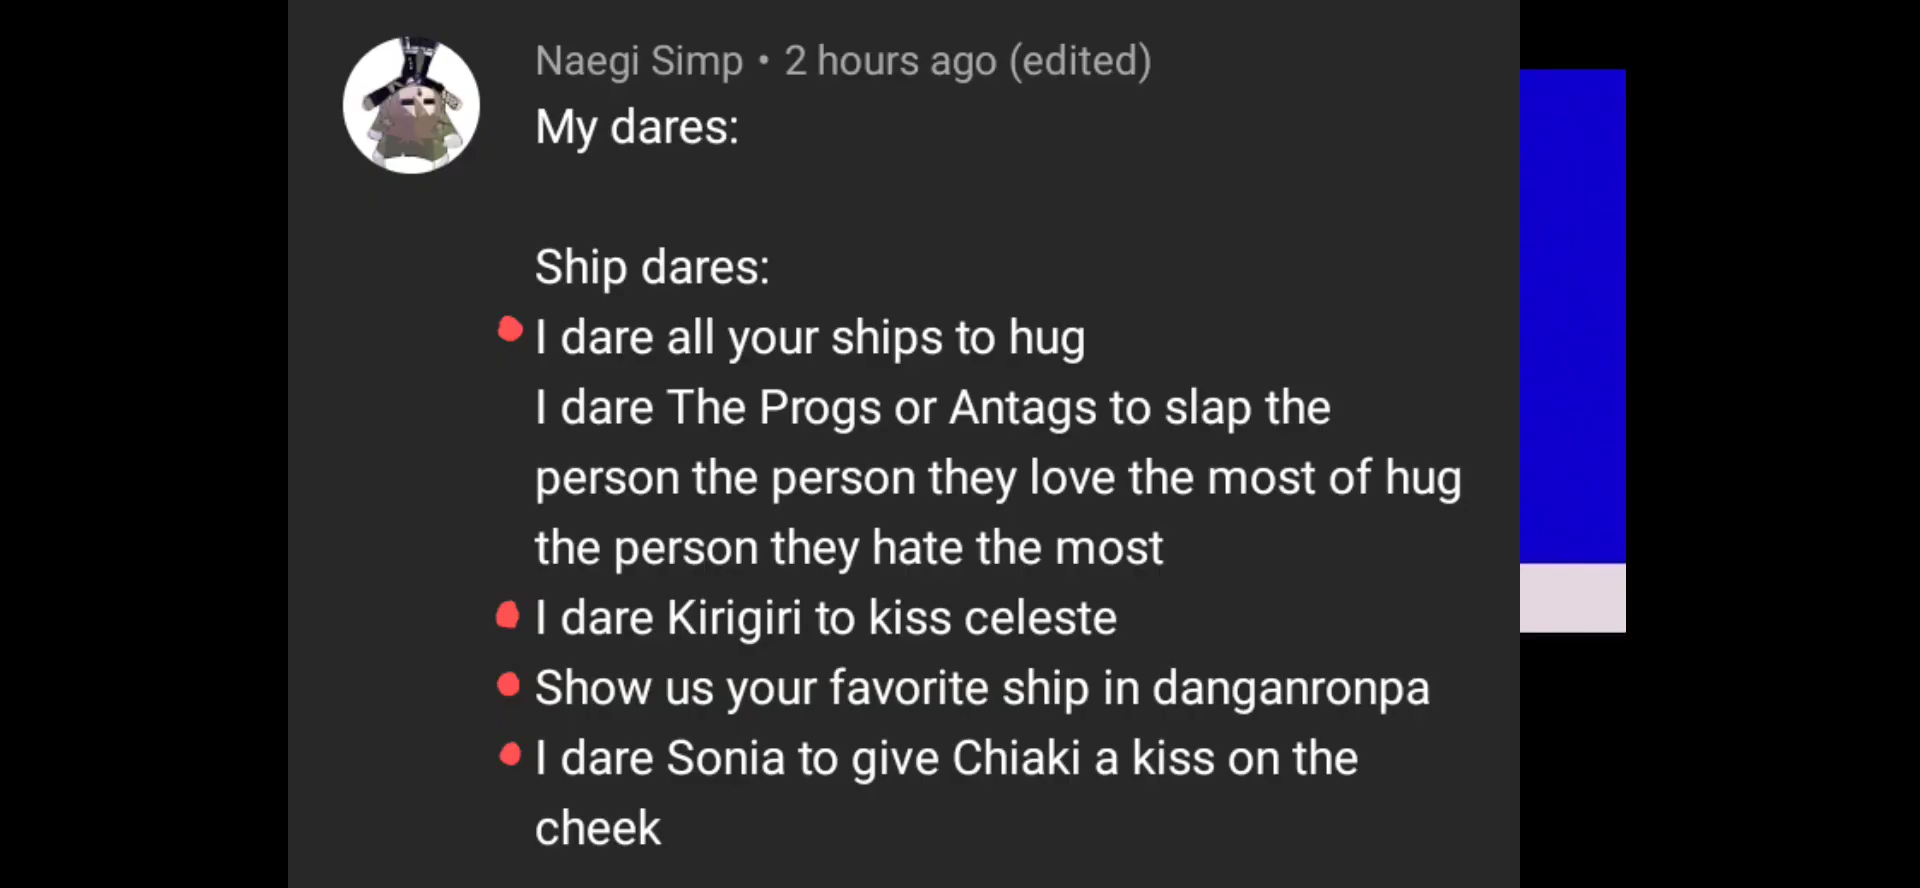 Naegi Simp • 2 hours ago (edited)
My dares:
Ship dares:
I dare all your ships to hug
I dare The Progs or Antags to slap the
person the person they love the most of hug
the person they hate the most
I dare Kirigiri to kiss celeste
Show us your favorite ship in danganronpa
I dare Sonia to give Chiaki a kiss on the
cheek